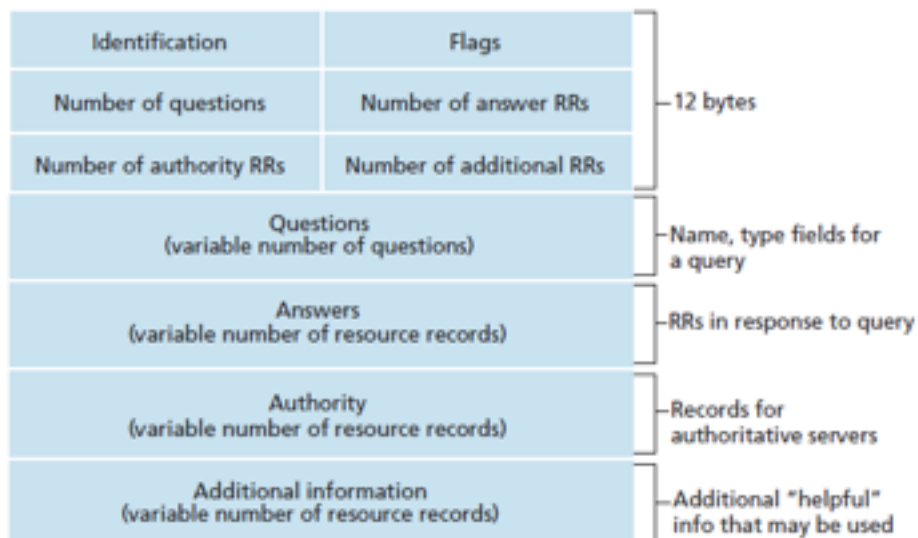 Identification
Flags
Number of questions
Number of answer RRs
12 bytes
Number of authority RRs
Number of additional RRs
Questions
(variable number of questions)
Name, type fields for
a query
Answers
(variable number of resource records)
RRs in response to query
Authority
(variable number of resource records)
Records for
authoritative servers
Additional information
(variable number of resource records)
Additional "helpful"
info that may be used